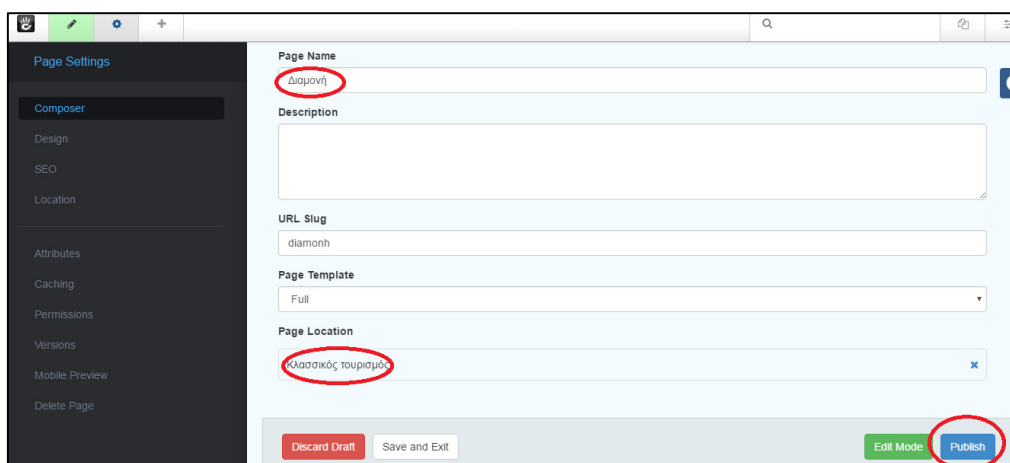 Page Settings
Composer
Design
SEO
Location
Attributes
Caching
Permissions
Versions
Mobile Preview
Delete Page
Page Name
Διαμονή
Description
URL Slug
diamonh
Page Template
Full
Page Location
Κλασσικός τουρισμός
Discard Draft Save and Exit Edit Mode Publish